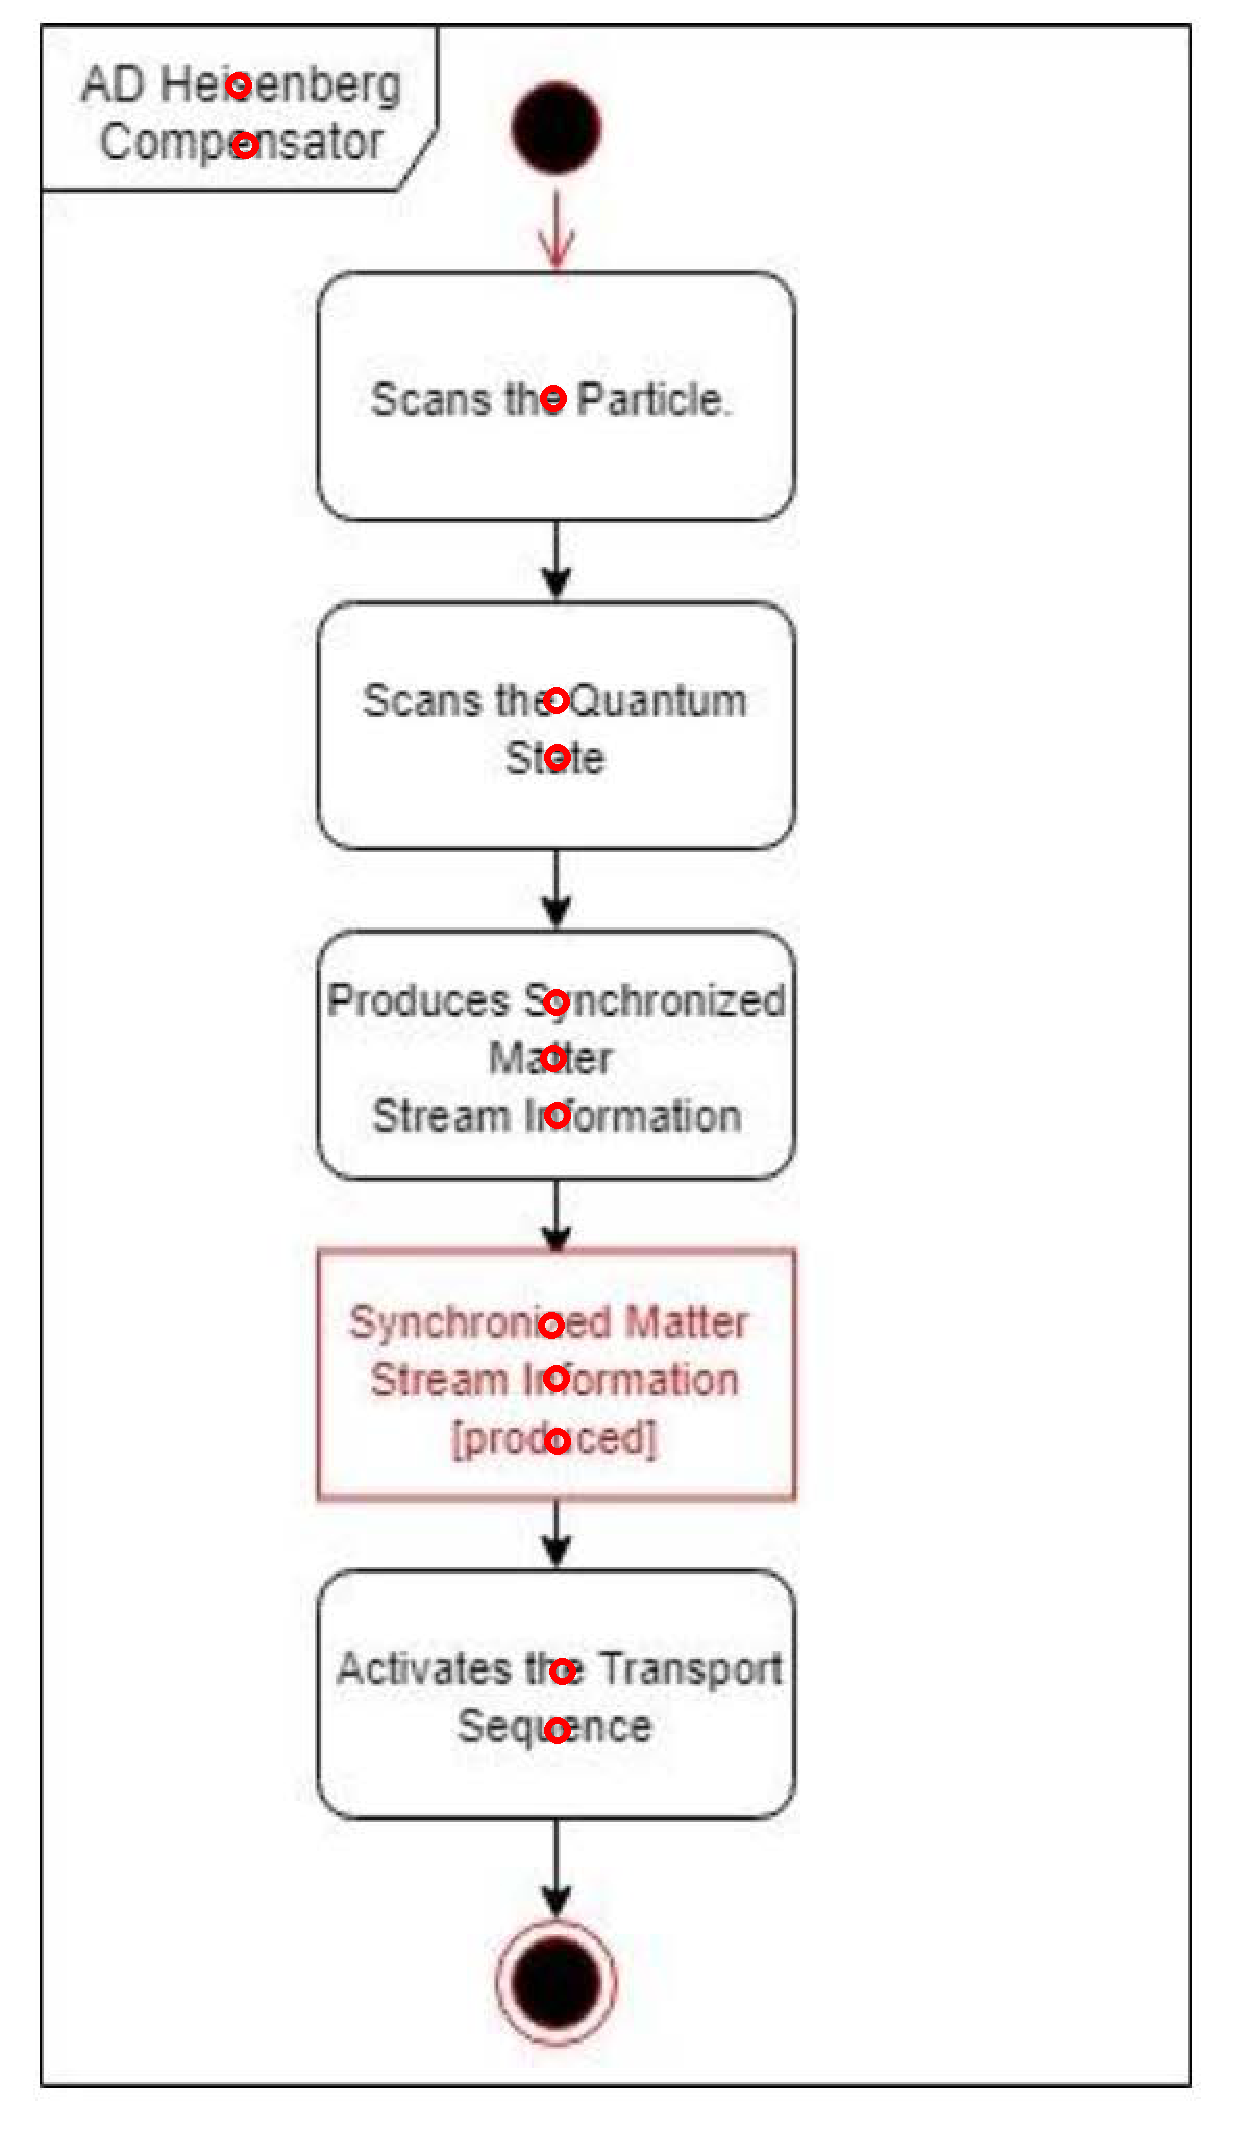 AD Heisenberg
Compensator
Scans the Particle.
Scans the Quantum
State
Produces Synchronized
Matter
Stream Information
Synchronized Matter
Stream Information
[produced]
Activates the Transport
Sequence